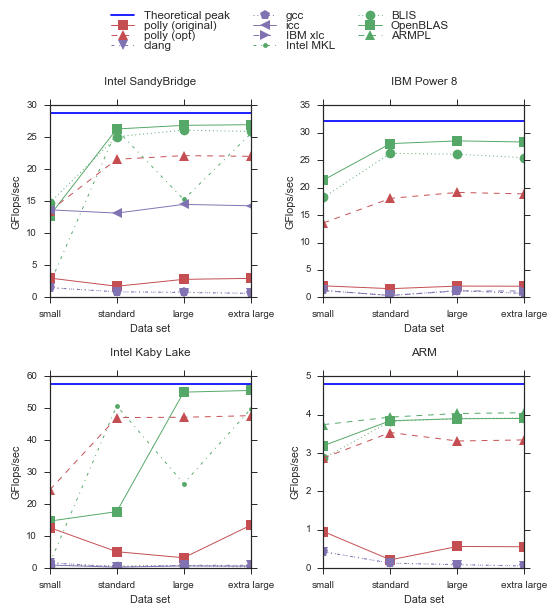 Theoretical peak
polly (original)
polly (opt)
clang
gcc
icc
IBM xlc
Intel MKL
BLIS
OpenBLAS
ARMPL
Intel SandyBridge
30
25
20
15
10
5
0
GFlops/sec
small standard large extra large
Data set
IBM Power 8
35
30
25
20
15
10
5
0
GFlops/sec
small standard large extra large
Data set
Intel Kaby Lake
60
50
40
30
20
10
0
GFlops/sec
small standard large extra large
Data set
ARM
5
4
3
2
1
0
GFlops/sec
small standard large extra large
Data set